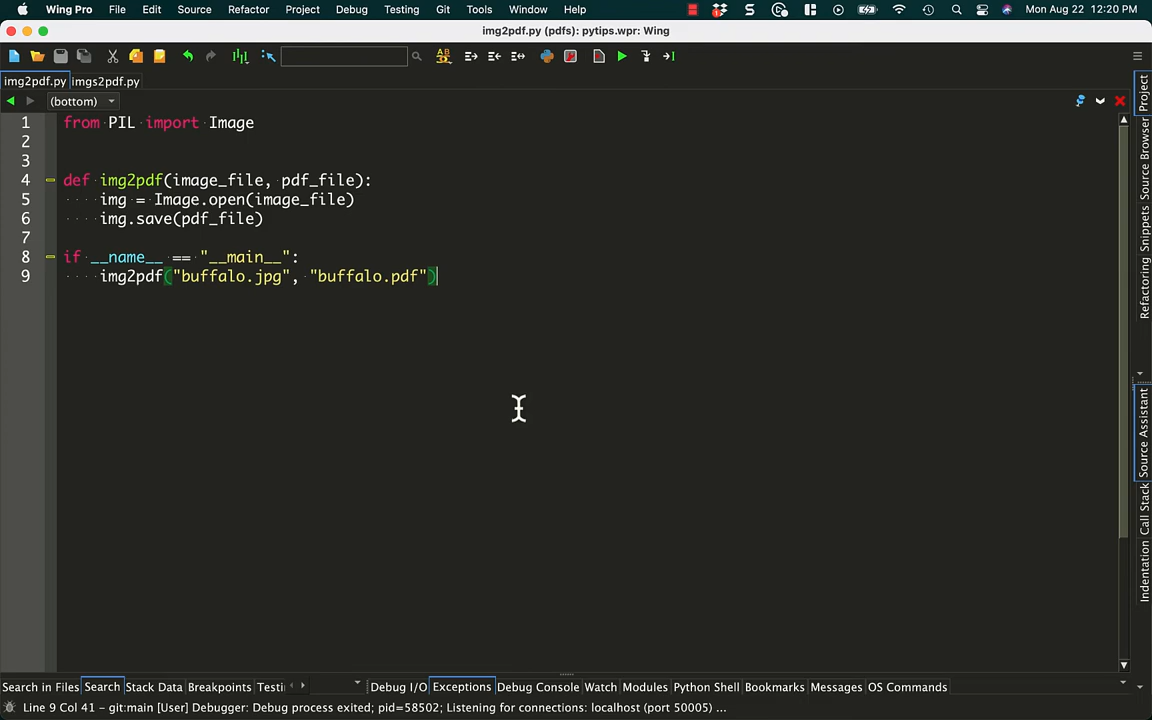 Wing Pro File Edit Source Refactor Project Debug Testing Git Tools Window Help Mon Aug 22 12:20 PM
img2pdf.py (pdfs): pytips.wpr: Wing
img2pdf.py imgs2pdf.py
(bottom)
1 from PIL import Image
2
3
4 def img2pdf(image_file, pdf_file):
5 img = Image.open(image_file)
6 img.save(pdf_file)
7
8 if __name__ == "__main__":
9 img2pdf("buffalo.jpg", "buffalo.pdf")
Project
Source Browser
Snippets
Refactoring
Source Assistant
Call Stack
Indentation
Search in Files Search Stack Data Breakpoints Testi Debug I/O Exceptions Debug Console Watch Modules Python Shell Bookmarks Messages OS Commands
Line 9 Col 41 - git:main [User] Debugger: Debug process exited; pid=58502; Listening for connections: localhost (port 50005) ...